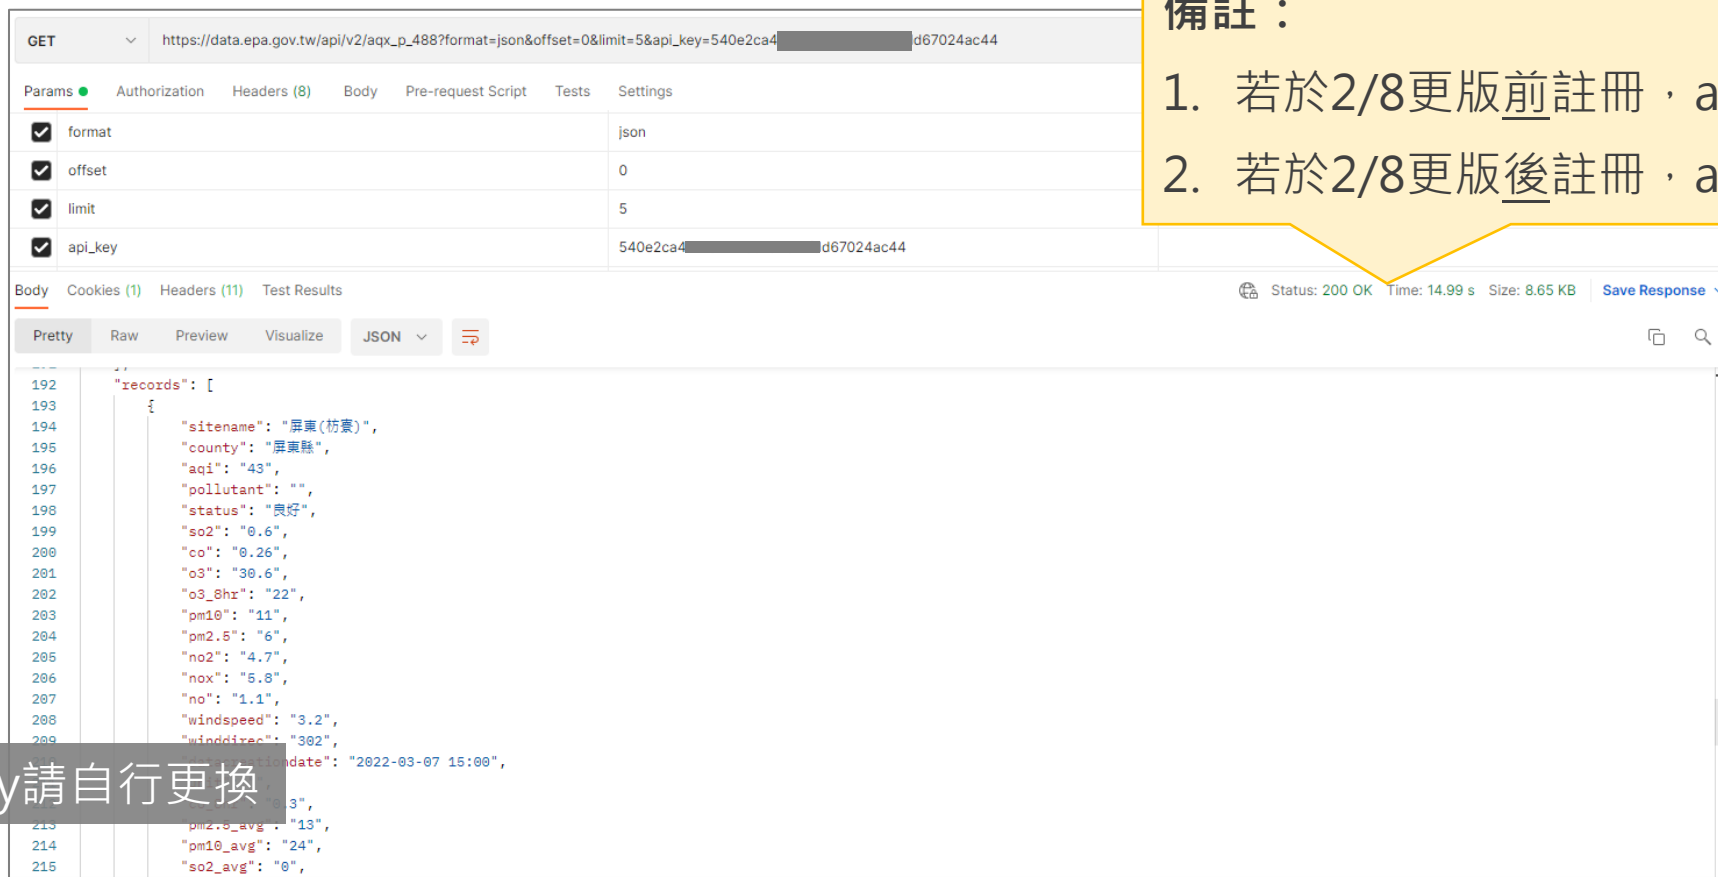 備註：
1. 若於2/8更版前註冊，a
2. 若於2/8更版後註冊，a
GET https://data.epa.gov.tw/api/v2/aqx_p_488?format=json&offset=0&limit=5&api_key=540e2ca4 d67024ac44
Params Authorization Headers (8) Body Pre-request Script Tests Settings
format json
offset 0
limit 5
api_key 540e2ca4 d67024ac44
Body Cookies (1) Headers (11) Test Results Status: 200 OK Time: 14.99 s Size: 8.65 KB Save Response
Pretty Raw Preview Visualize JSON
192 "records": [
193 {
194 "sitename": "屏東(枋寮)",
195 "county": "屏東縣",
196 "aqi": "43",
197 "pollutant": "",
198 "status": "良好",
199 "so2": "0.6",
200 "co": "0.26",
201 "o3": "30.6",
202 "o3_8hr": "22",
203 "pm10": "11",
204 "pm2.5": "6",
205 "no2": "4.7",
206 "nox": "5.8",
207 "no": "1.1",
208 "windspeed": "3.2",
209 "winddirec": "302",
ndate": "2022-03-07 15:00",
y請自行更換
3",
213 "pm2.5_avg": "13",
214 "pm10_avg": "24",
215 "so2_avg": "0",